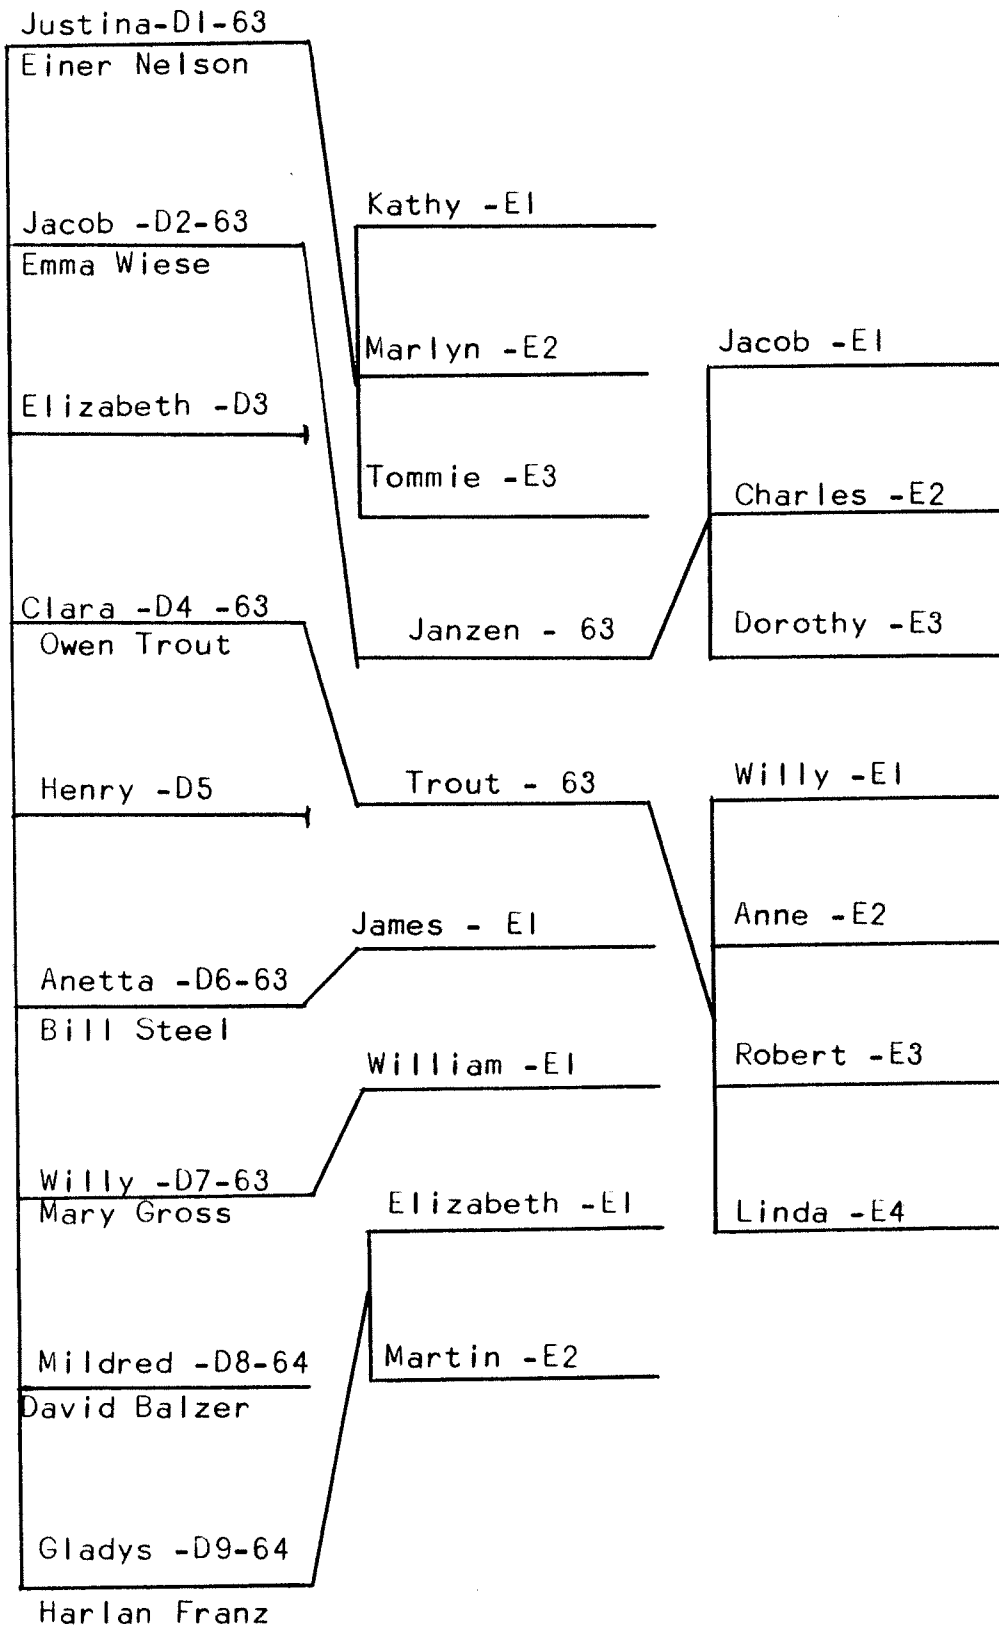 Justina-D1-63
Einer Nelson
Jacob -D2-63
Emma Wiese
Elizabeth -D3
Clara -D4 -63
Owen Trout
Henry -D5
Anetta -D6-63
Bill Steel
Willy -D7-63
Mary Gross
Mildred -D8-64
David Balzer
Gladys -D9-64
Harlan Franz
Kathy -E1
Marlyn -E2
Tommie -E3
Janzen - 63
Trout - 63
James - E1
William -E1
Elizabeth -E1
Martin -E2
Jacob -E1
Charles -E2
Dorothy -E3
Willy -E1
Anne -E2
Robert -E3
Linda -E4